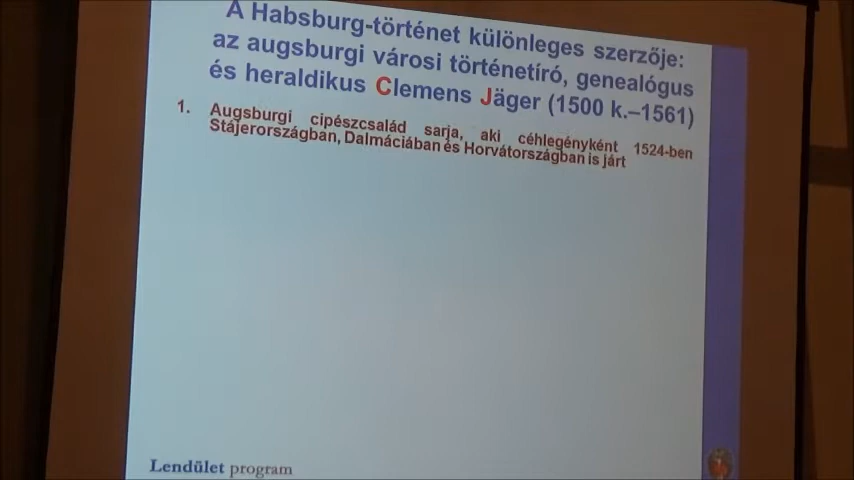 A Habsburg-történet különleges szerzője:
az augsburgi városi történetíró, genealógus
és heraldikus Clemens Jäger (1500 k.–1561)
1. Augsburgi cipészcsalád sarja, aki céhlegényként 1524-ben
Stájerországban, Dalmáciában és Horvátországban is járt
Lendület program